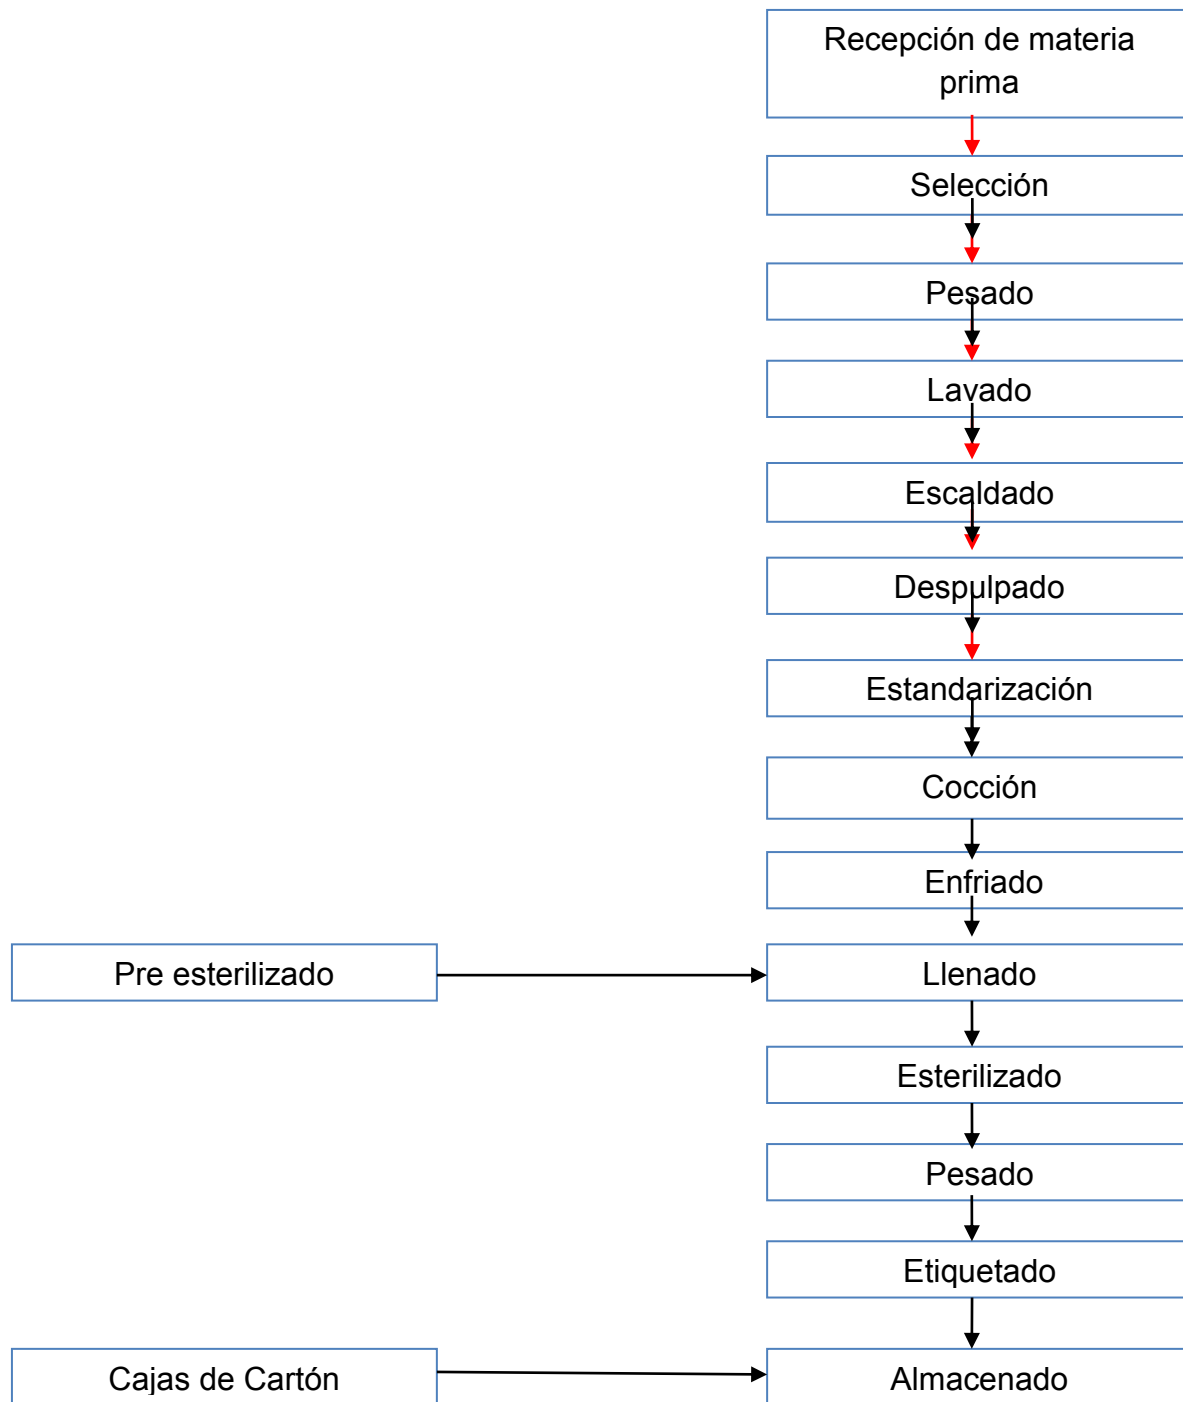 Recepción de materia
prima
Selección
Pesado
Lavado
Escaldado
Despulpado
Estandarización
Cocción
Enfriado
Pre esterilizado
Llenado
Esterilizado
Pesado
Etiquetado
Cajas de Cartón
Almacenado